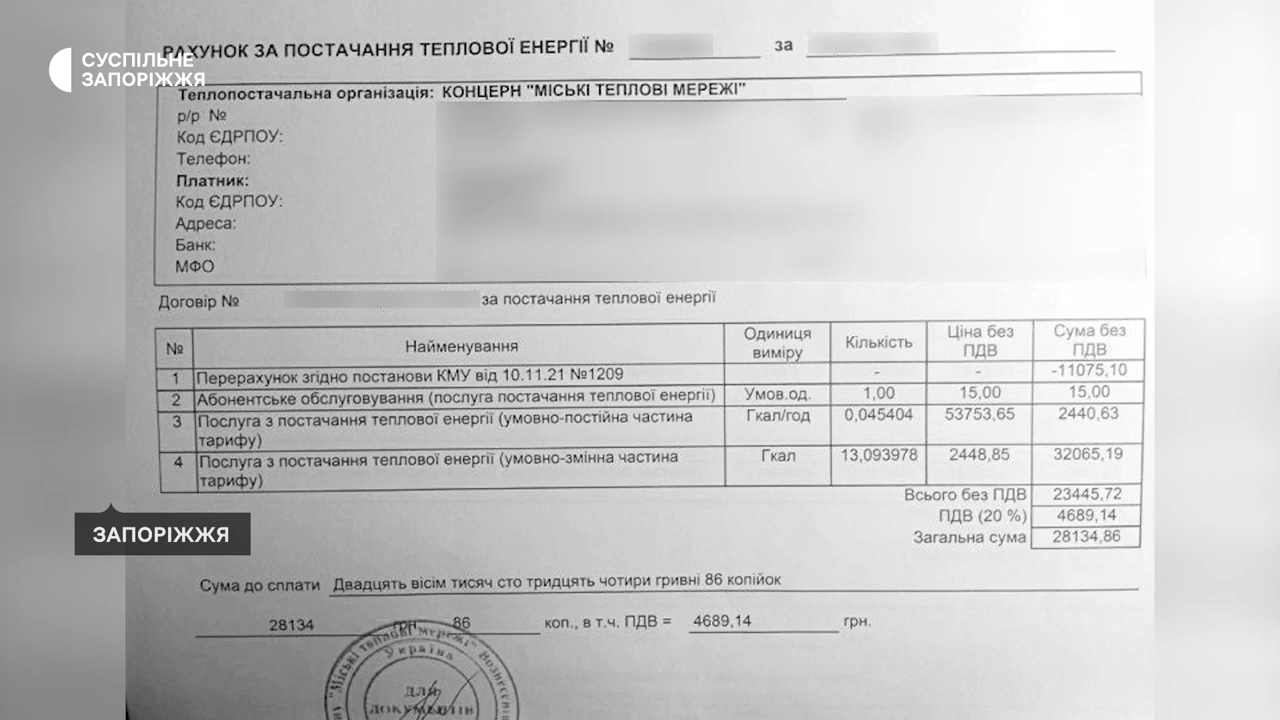 СУСПІЛЬНЕ
ЗАПОРІЖЖЯ
РАХУНОК ЗА ПОСТАЧАННЯ ТЕПЛОВОЇ ЕНЕРГІЇ № за
Теплопостачальна організація: КОНЦЕРН "МІСЬКІ ТЕПЛОВІ МЕРЕЖІ"
р/р №
Код ЄДРПОУ:
Телефон:
Платник:
Код ЄДРПОУ:
Адреса:
Банк:
МФО
Договір № за постачання теплової енергії
№ Найменування Одиниця виміру Кількість Ціна без ПДВ Сума без ПДВ
1 Перерахунок згідно постанови КМУ від 10.11.21 №1209 - - -11075,10
2 Абонентське обслуговування (послуга постачання теплової енергії) Умов.од. 1,00 15,00 15,00
3 Послуга з постачання теплової енергії (умовно-постійна частина Гкал/год 0,045404 53753,65 2440,63
тарифу)
4 Послуга з постачання теплової енергії (умовно-змінна частина Гкал 13,093978 2448,85 32065,19
тарифу)
Всього без ПДВ 23445,72
ПДВ (20 %) 4689,14
Загальна сума 28134,86
ЗАПОРІЖЖЯ
Сума до сплати Двадцять вісім тисяч сто тридцять чотири гривні 86 копійок
28134 грн. 86 коп., в т.ч. ПДВ = 4689,14 грн.
"Міські теплові мережі"
Україна
ДЛЯ
ДОКУМЕНТІВ